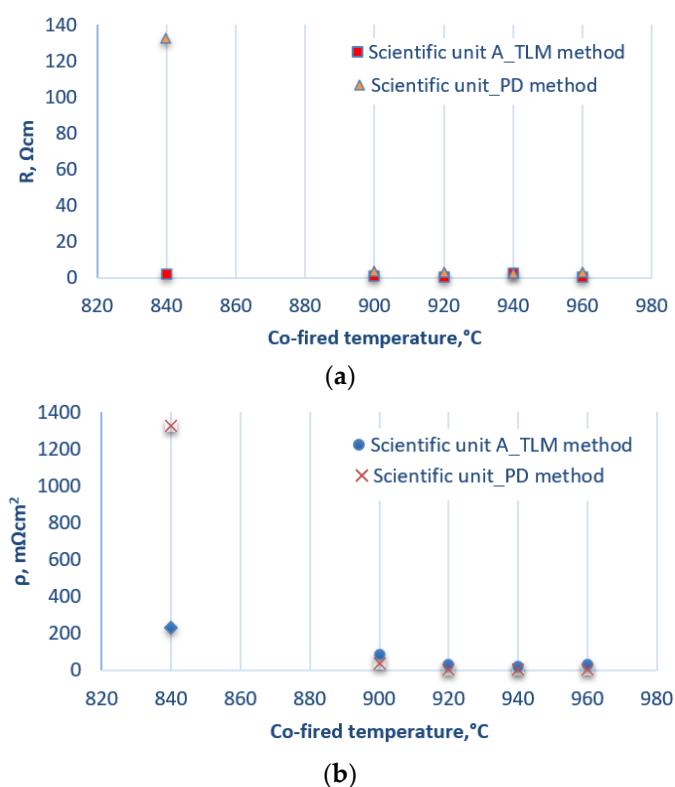 140
120
100
80
60
40
20
0
R, Ωcm
Scientific unit A_TLM method
Scientific unit_PD method
820 840 860 880 900 920 940 960 980
Co-fired temperature,°C
(a)
1400
1200
1000
800
600
400
200
0
ρ, mΩcm²
Scientific unit A_TLM method
Scientific unit_PD method
820 840 860 880 900 920 940 960 980
Co-fired temperature,°C
(b)